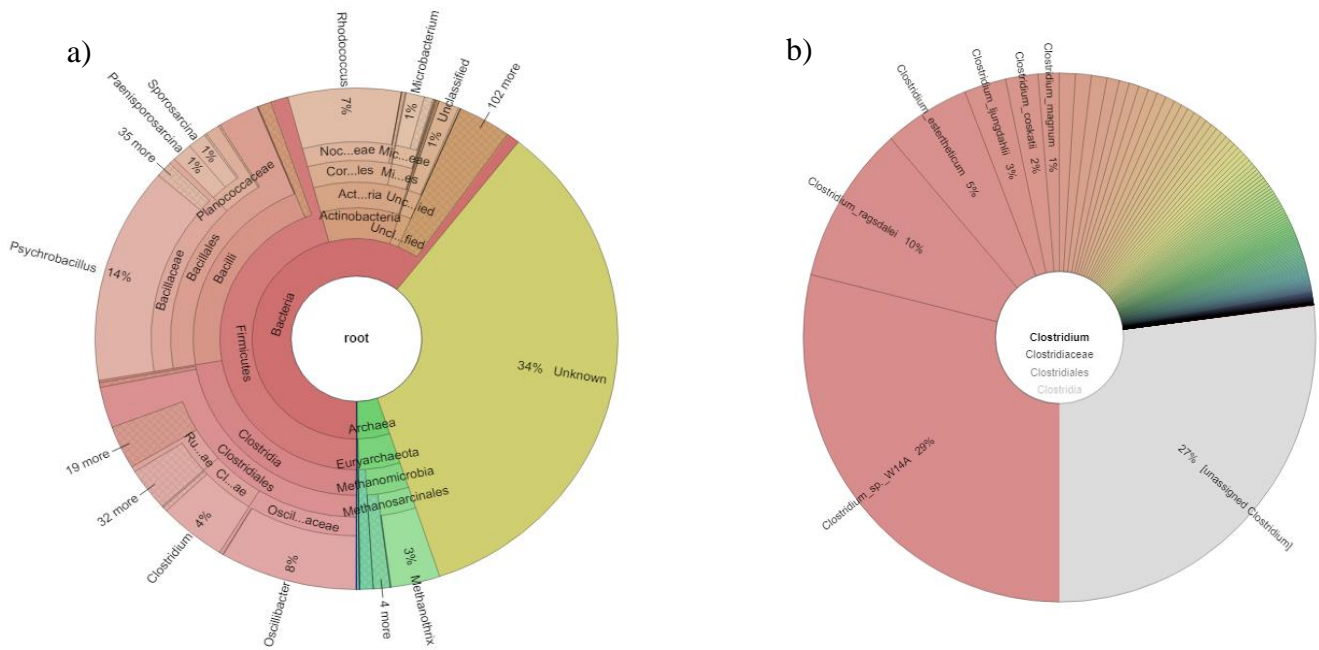 a)
Rhodococcus
7%
Noc...eae
Cor...les
Act...ria
Actinobacteria
Microbacterium
1%
Mic...eae
Mi...es
Unclassified
1%
Unc...ied
Uncl...fied
102 more
Sporosarcina
1%
Paenisporosarcina
1%
35 more
Planococcaceae
Psychrobacillus
14%
Bacillaceae
Bacillales
Bacilli
Firmicutes
Bacteria
root
34% Unknown
Archaea
Euryarchaeota
Methanomicrobia
Methanosarcinales
3%
Methanothrix
4 more
Clostridia
Clostridiales
Ru...ae
Cl...ae
Oscil...aceae
19 more
32 more
Clostridium
4%
Oscillibacter
8%
b)
Clostridium_magnum 1%
Clostridium_coskatii 2%
Clostridium_ljungdahlii 3%
Clostridium_estertheticum 5%
Clostridium_ragsdalei 10%
Clostridium_sp._W14A 29%
27% [unassigned Clostridium]
Clostridium
Clostridiaceae
Clostridiales
Clostridia